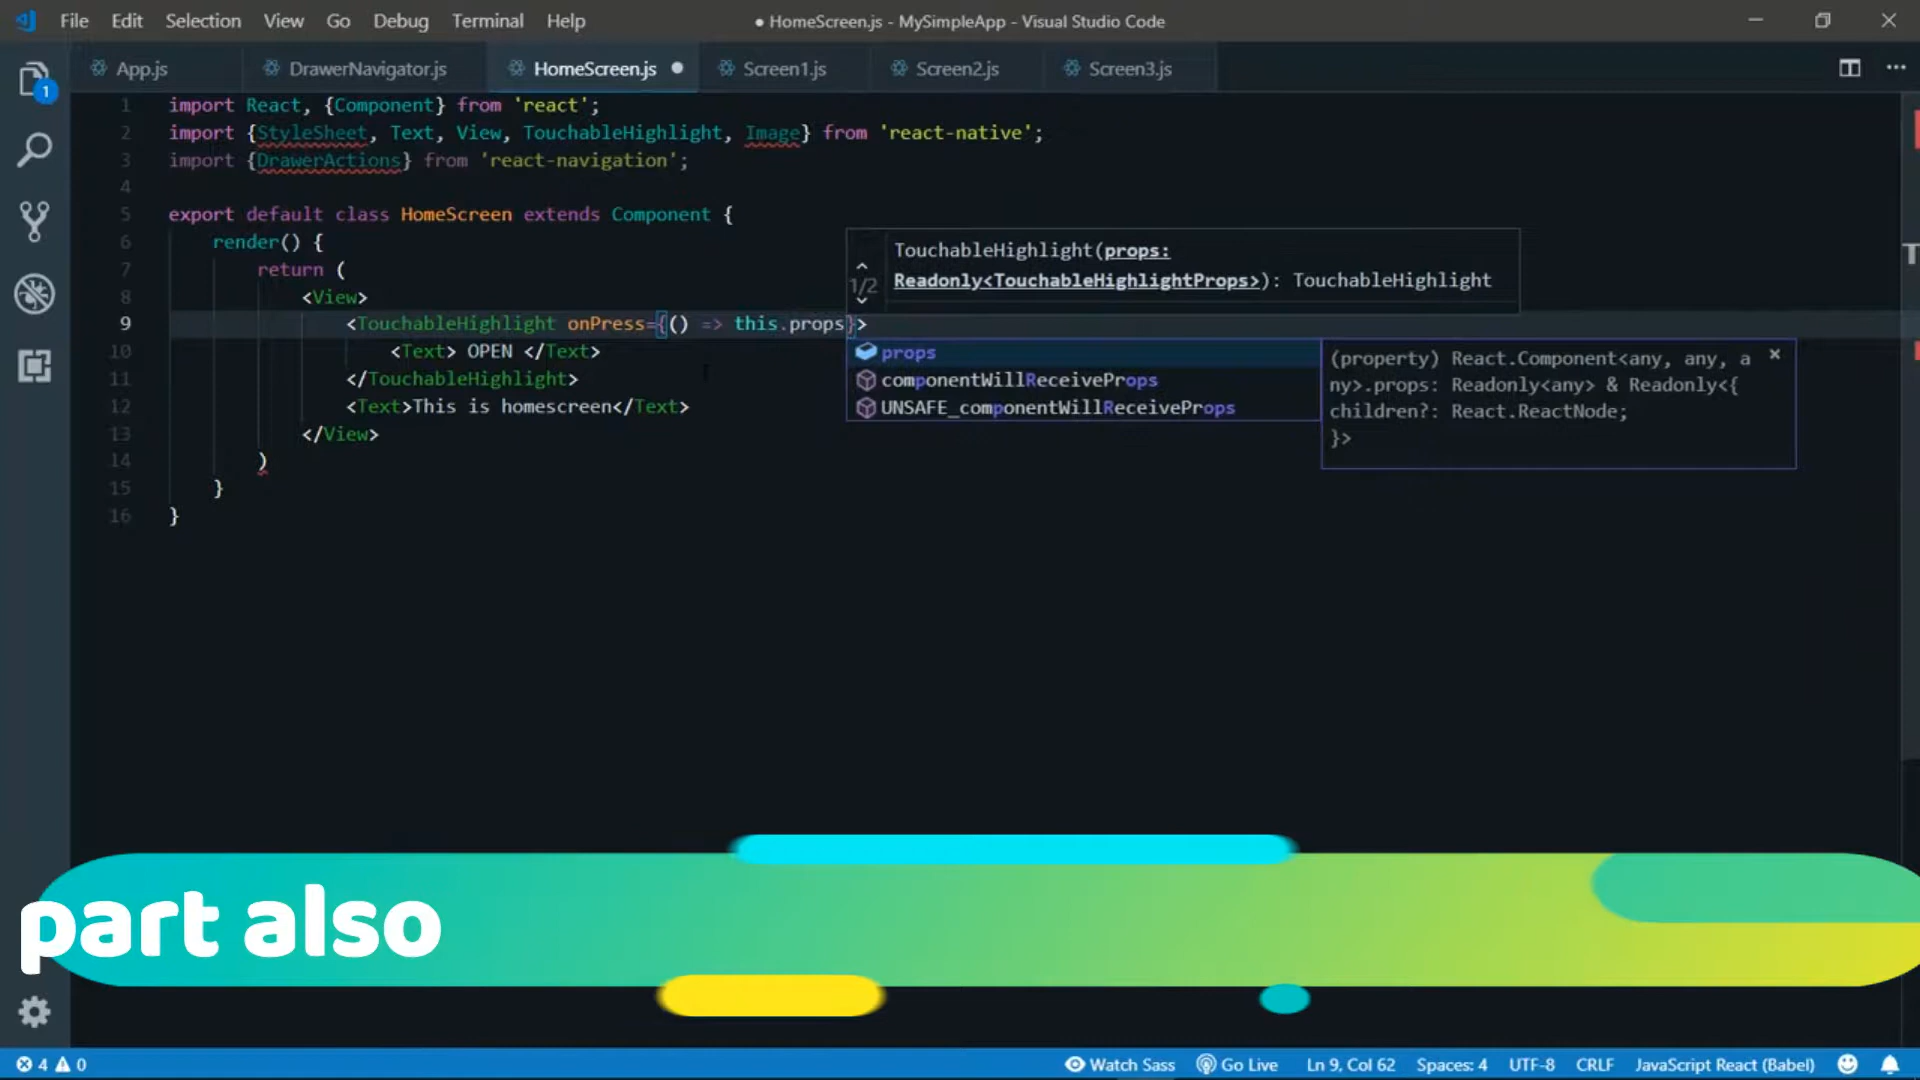 File Edit Selection View Go Debug Terminal Help ● HomeScreen.js - MySimpleApp - Visual Studio Code
App.js DrawerNavigator.js HomeScreen.js ● Screen1.js Screen2.js Screen3.js
1 import React, {Component} from 'react';
2 import {StyleSheet, Text, View, TouchableHighlight, Image} from 'react-native';
3 import {DrawerActions} from 'react-navigation';
4
5 export default class HomeScreen extends Component {
6 render() {
7 return (
8 <View>
9 <TouchableHighlight onPress={() => this.props}>
10 <Text> OPEN </Text>
11 </TouchableHighlight>
12 <Text>This is homescreen</Text>
13 </View>
14 )
15 }
16 }
TouchableHighlight(props:
1/2 Readonly<TouchableHighlightProps>): TouchableHighlight
props
componentWillReceiveProps
UNSAFE_componentWillReceiveProps
(property) React.Component<any, any, a
ny>.props: Readonly<any> & Readonly<{
children?: React.ReactNode;
}>
1
part also
4 0 Watch Sass Go Live Ln 9, Col 62 Spaces: 4 UTF-8 CRLF JavaScript React (Babel)